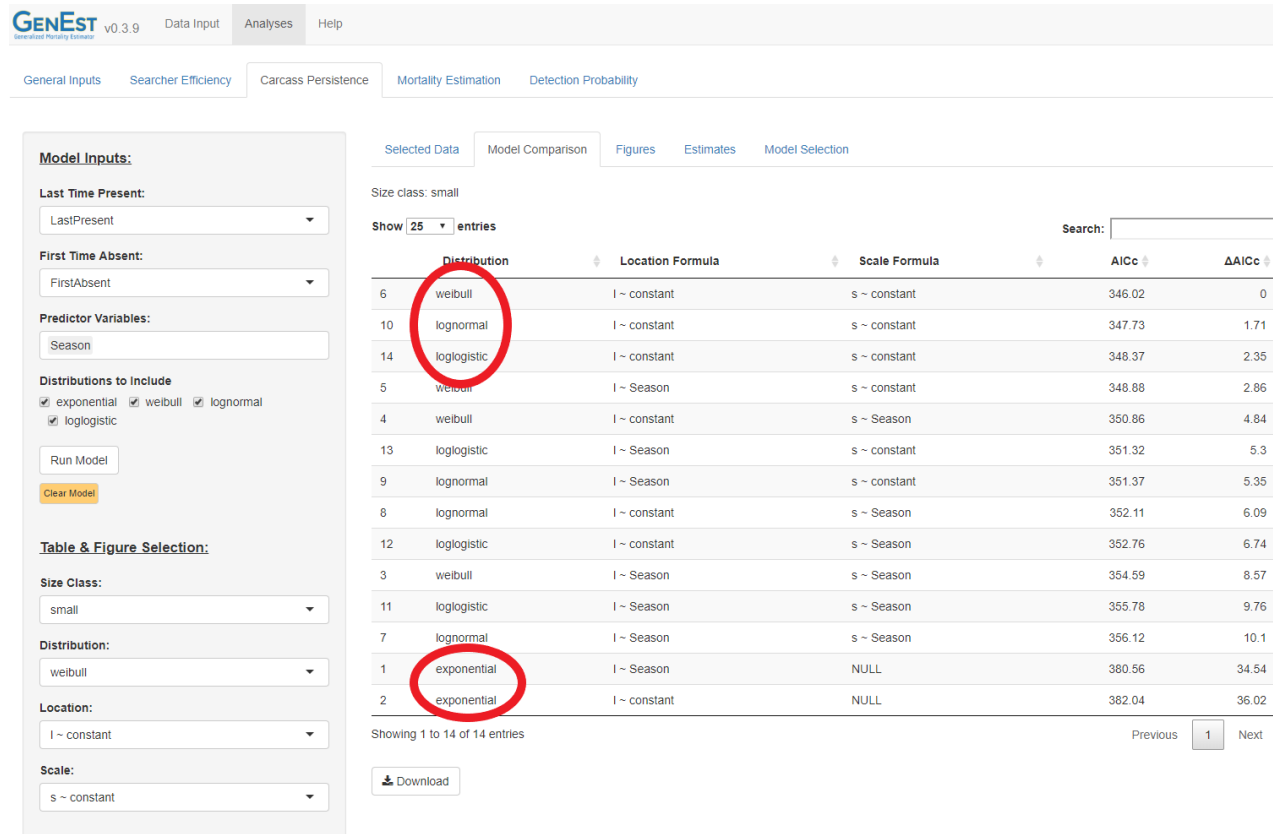 GENEST v0.3.9 Data Input Analyses Help
Generalized Mortality Estimator
General Inputs Searcher Efficiency Carcass Persistence Mortality Estimation Detection Probability
Model Inputs:
Last Time Present:
LastPresent
First Time Absent:
FirstAbsent
Predictor Variables:
Season
Distributions to Include
exponential weibull lognormal
loglogistic
Run Model
Clear Model
Table & Figure Selection:
Size Class:
small
Distribution:
weibull
Location:
l ~ constant
Scale:
s ~ constant
Selected Data Model Comparison Figures Estimates Model Selection
Size class: small
Show 25 entries Search:
Distribution Location Formula Scale Formula AICc ΔAICc
6 weibull l ~ constant s ~ constant 346.02 0
10 lognormal l ~ constant s ~ constant 347.73 1.71
14 loglogistic l ~ constant s ~ constant 348.37 2.35
5 weibull l ~ Season s ~ constant 348.88 2.86
4 weibull l ~ constant s ~ Season 350.86 4.84
13 loglogistic l ~ Season s ~ constant 351.32 5.3
9 lognormal l ~ Season s ~ constant 351.37 5.35
8 lognormal l ~ constant s ~ Season 352.11 6.09
12 loglogistic l ~ constant s ~ Season 352.76 6.74
3 weibull l ~ Season s ~ Season 354.59 8.57
11 loglogistic l ~ Season s ~ Season 355.78 9.76
7 lognormal l ~ Season s ~ Season 356.12 10.1
1 exponential l ~ Season NULL 380.56 34.54
2 exponential l ~ constant NULL 382.04 36.02
Showing 1 to 14 of 14 entries Previous 1 Next
Download